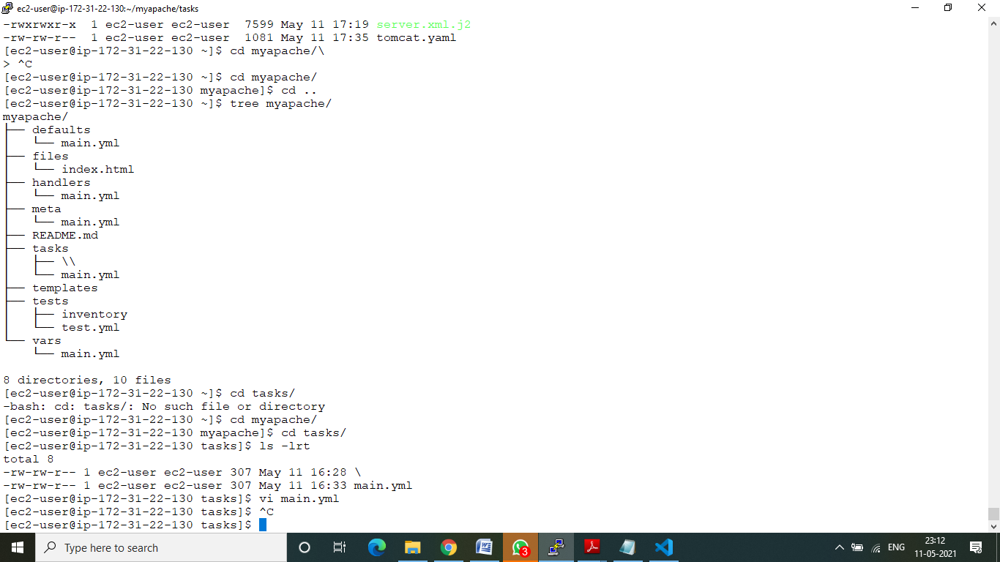 ec2-user@ip-172-31-22-130:~/myapache/tasks
-rwxrwxr-x  1 ec2-user ec2-user  7599 May 11 17:19 server.xml.j2
-rw-rw-r--  1 ec2-user ec2-user  1081 May 11 17:35 tomcat.yaml
[ec2-user@ip-172-31-22-130 ~]$ cd myapache/\
> ^C
[ec2-user@ip-172-31-22-130 ~]$ cd myapache/
[ec2-user@ip-172-31-22-130 myapache]$ cd ..
[ec2-user@ip-172-31-22-130 ~]$ tree myapache/
myapache/
├── defaults
│   └── main.yml
├── files
│   └── index.html
├── handlers
│   └── main.yml
├── meta
│   └── main.yml
├── README.md
├── tasks
│   ├── \\
│   └── main.yml
├── templates
├── tests
│   ├── inventory
│   └── test.yml
└── vars
    └── main.yml
8 directories, 10 files
[ec2-user@ip-172-31-22-130 ~]$ cd tasks/
-bash: cd: tasks/: No such file or directory
[ec2-user@ip-172-31-22-130 ~]$ cd myapache/
[ec2-user@ip-172-31-22-130 myapache]$ cd tasks/
[ec2-user@ip-172-31-22-130 tasks]$ ls -lrt
total 8
-rw-rw-r-- 1 ec2-user ec2-user 307 May 11 16:28 \
-rw-rw-r-- 1 ec2-user ec2-user 307 May 11 16:33 main.yml
[ec2-user@ip-172-31-22-130 tasks]$ vi main.yml
[ec2-user@ip-172-31-22-130 tasks]$ ^C
[ec2-user@ip-172-31-22-130 tasks]$
Type here to search
3
ENG
23:12
11-05-2021